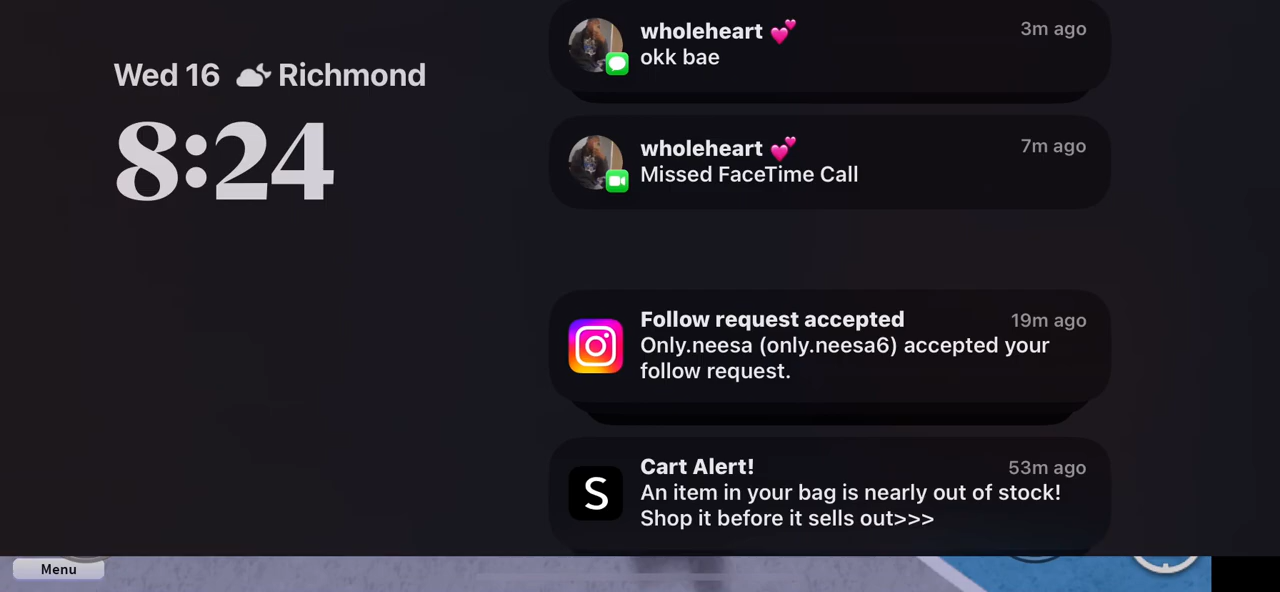 Wed 16 Richmond
8:24
wholeheart 💕
3m ago
okk bae
wholeheart 💕
7m ago
Missed FaceTime Call
Follow request accepted
19m ago
Only.neesa (only.neesa6) accepted your
follow request.
S
Cart Alert!
53m ago
An item in your bag is nearly out of stock!
Shop it before it sells out>>>
Menu